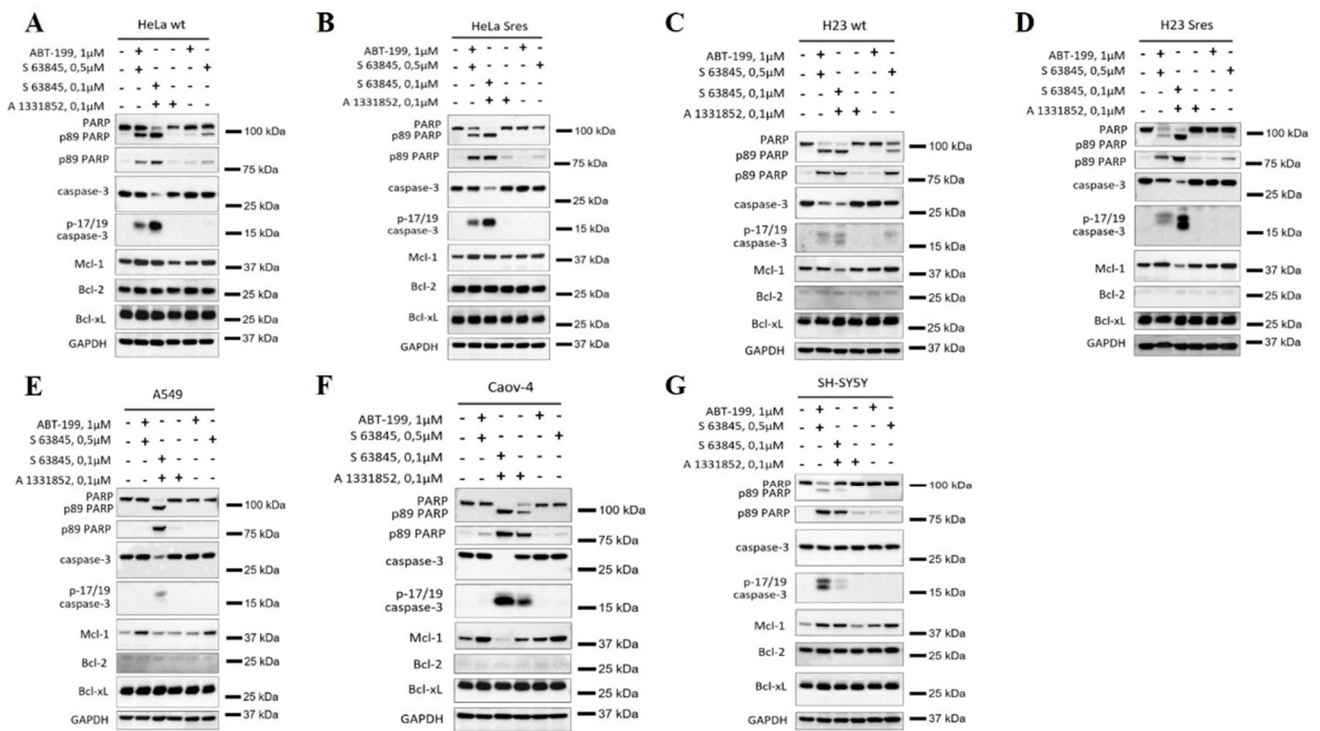 A
HeLa wt
ABT-199, 1µM - + - - + -
S 63845, 0,5µM - + - - - +
S 63845, 0,1µM - - + - - -
A 1331852, 0,1µM - - + + - -
PARP
p89 PARP
100 kDa
p89 PARP
75 kDa
caspase-3
25 kDa
p-17/19
caspase-3
15 kDa
Mcl-1
37 kDa
Bcl-2
25 kDa
Bcl-xL
25 kDa
GAPDH
37 kDa
B
HeLa Sres
ABT-199, 1µM - + - - + -
S 63845, 0,5µM - + - - - +
S 63845, 0,1µM - - + - - -
A 1331852, 0,1µM - - + + - -
PARP
p89 PARP
100 kDa
p89 PARP
75 kDa
caspase-3
25 kDa
p-17/19
caspase-3
15 kDa
Mcl-1
37 kDa
Bcl-2
25 kDa
Bcl-xL
25 kDa
GAPDH
37 kDa
C
H23 wt
ABT-199, 1µM - + - - + -
S 63845, 0,5µM - + - - - +
S 63845, 0,1µM - - + - - -
A 1331852, 0,1µM - - + + - -
PARP
p89 PARP
100 kDa
p89 PARP
75 kDa
caspase-3
25 kDa
p-17/19
caspase-3
15 kDa
Mcl-1
37 kDa
Bcl-2
25 kDa
Bcl-xL
25 kDa
GAPDH
37 kDa
D
H23 Sres
ABT-199, 1µM - + - - + -
S 63845, 0,5µM - + - - - +
S 63845, 0,1µM - - + - - -
A 1331852, 0,1µM - - + + - -
PARP
p89 PARP
100 kDa
p89 PARP
75 kDa
caspase-3
25 kDa
p-17/19
caspase-3
15 kDa
Mcl-1
37 kDa
Bcl-2
25 kDa
Bcl-xL
25 kDa
GAPDH
37 kDa
E
A549
ABT-199, 1µM - + - - + -
S 63845, 0,5µM - + - - - +
S 63845, 0,1µM - - + - - -
A 1331852, 0,1µM - - + + - -
PARP
p89 PARP
100 kDa
p89 PARP
75 kDa
caspase-3
25 kDa
p-17/19
caspase-3
15 kDa
Mcl-1
37 kDa
Bcl-2
25 kDa
Bcl-xL
25 kDa
GAPDH
37 kDa
F
Caov-4
ABT-199, 1µM - + - - + -
S 63845, 0,5µM - + - - - +
S 63845, 0,1µM - - + - - -
A 1331852, 0,1µM - - + + - -
PARP
p89 PARP
100 kDa
p89 PARP
75 kDa
caspase-3
25 kDa
p-17/19
caspase-3
15 kDa
Mcl-1
37 kDa
Bcl-2
25 kDa
Bcl-xL
25 kDa
GAPDH
37 kDa
G
SH-SY5Y
ABT-199, 1µM - + - - + -
S 63845, 0,5µM - + - - - +
S 63845, 0,1µM - - + - - -
A 1331852, 0,1µM - - + + - -
PARP
p89 PARP
100 kDa
p89 PARP
75 kDa
caspase-3
25 kDa
p-17/19
caspase-3
15 kDa
Mcl-1
37 kDa
Bcl-2
25 kDa
Bcl-xL
25 kDa
GAPDH
37 kDa